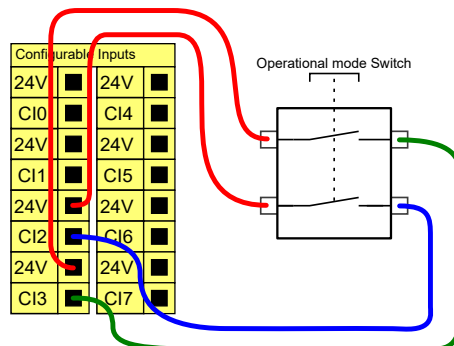 Configurable Inputs
Operational mode Switch
24V 24V
CI0 CI4
24V 24V
CI1 CI5
24V 24V
CI2 CI6
24V 24V
CI3 CI7